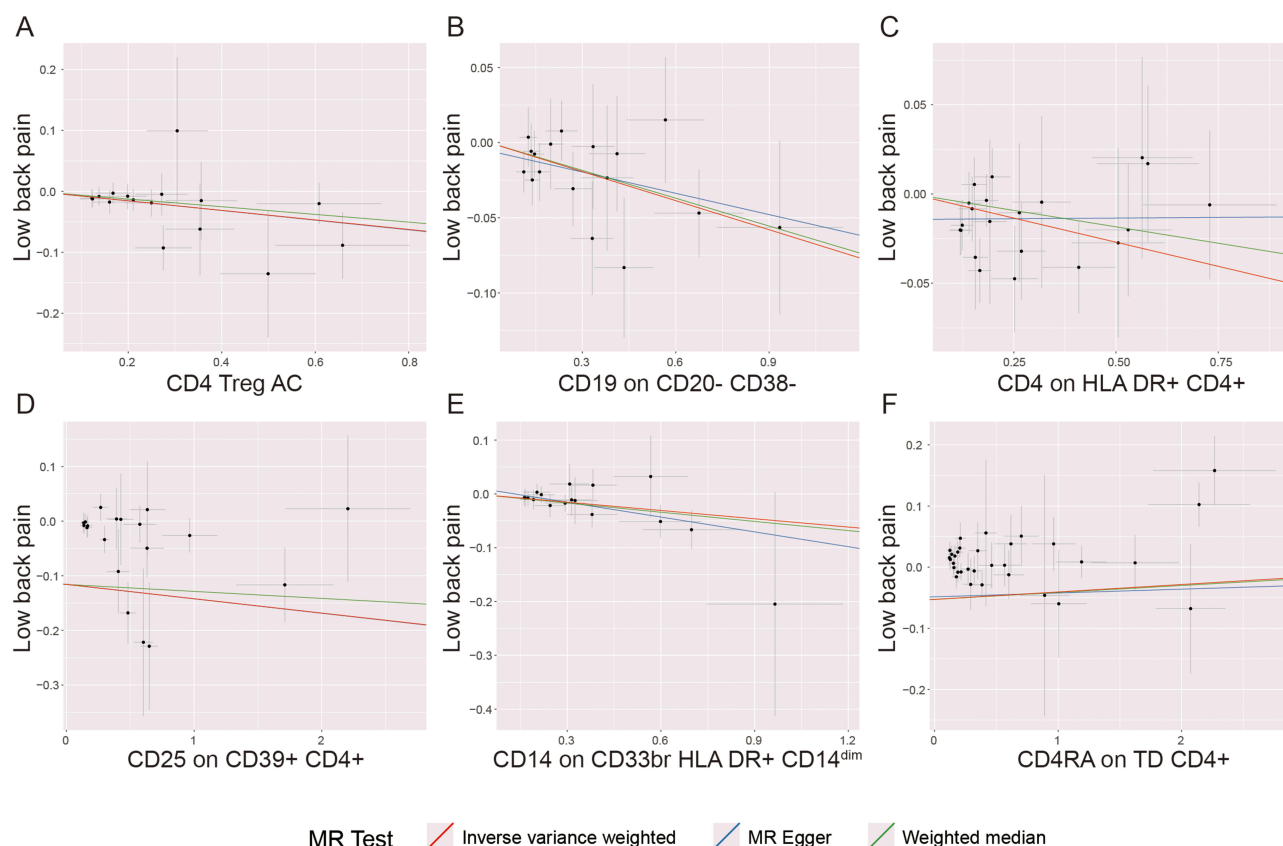 A
Low back pain
0.2
0.1
0.0
−0.1
−0.2
0.2
0.4
0.6
0.8
CD4 Treg AC
B
Low back pain
0.05
0.00
−0.05
−0.10
0.3
0.6
0.9
CD19 on CD20- CD38-
C
Low back pain
0.05
0.00
−0.05
0.25
0.50
0.75
CD4 on HLA DR+ CD4+
D
Low back pain
0.1
0.0
−0.1
−0.2
−0.3
0
1
2
CD25 on CD39+ CD4+
E
Low back pain
0.1
0.0
−0.1
−0.2
−0.3
−0.4
0.3
0.6
0.9
1.2
CD14 on CD33br HLA DR+ CD14dim
F
Low back pain
0.2
0.1
0.0
−0.1
−0.2
0
1
2
CD4RA on TD CD4+
MR Test
Inverse variance weighted
MR Egger
Weighted median